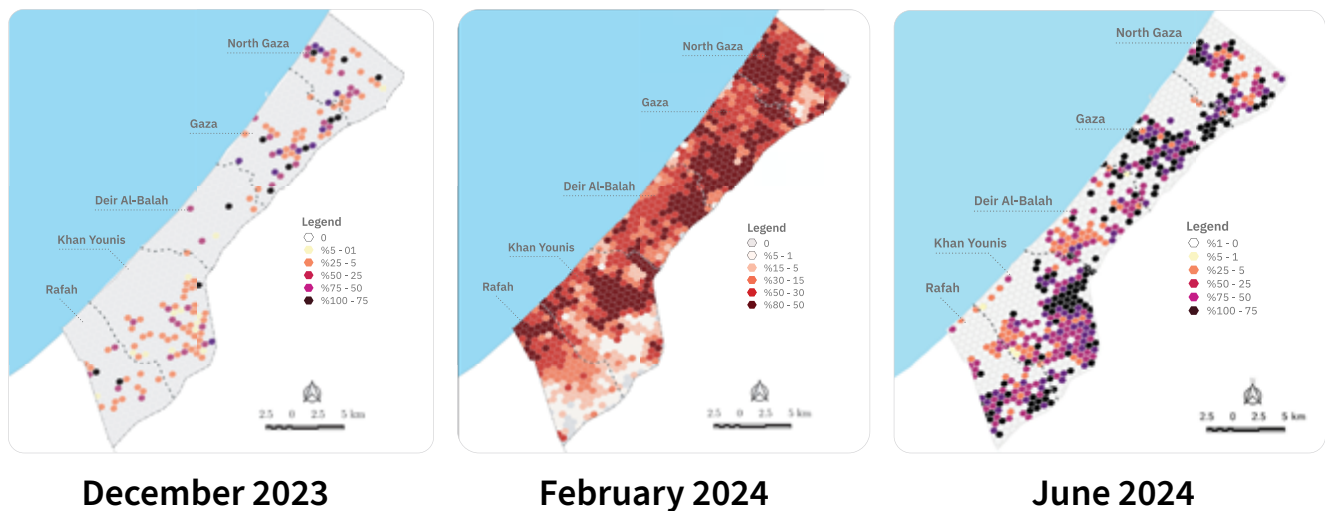 North Gaza
Gaza
Deir Al-Balah
Khan Younis
Rafah
Legend
0
%5 - 01
%25 - 5
%50 - 25
%75 - 50
%100 - 75
2.5 0 2.5 5 km
December 2023
North Gaza
Gaza
Deir Al-Balah
Khan Younis
Rafah
Legend
0
%5 - 1
%15 - 5
%30 - 15
%50 - 30
%80 - 50
2.5 0 2.5 5 km
February 2024
North Gaza
Gaza
Deir Al-Balah
Khan Younis
Rafah
Legend
%1 - 0
%5 - 1
%25 - 5
%50 - 25
%75 - 50
%100 - 75
2.5 0 2.5 5 km
June 2024